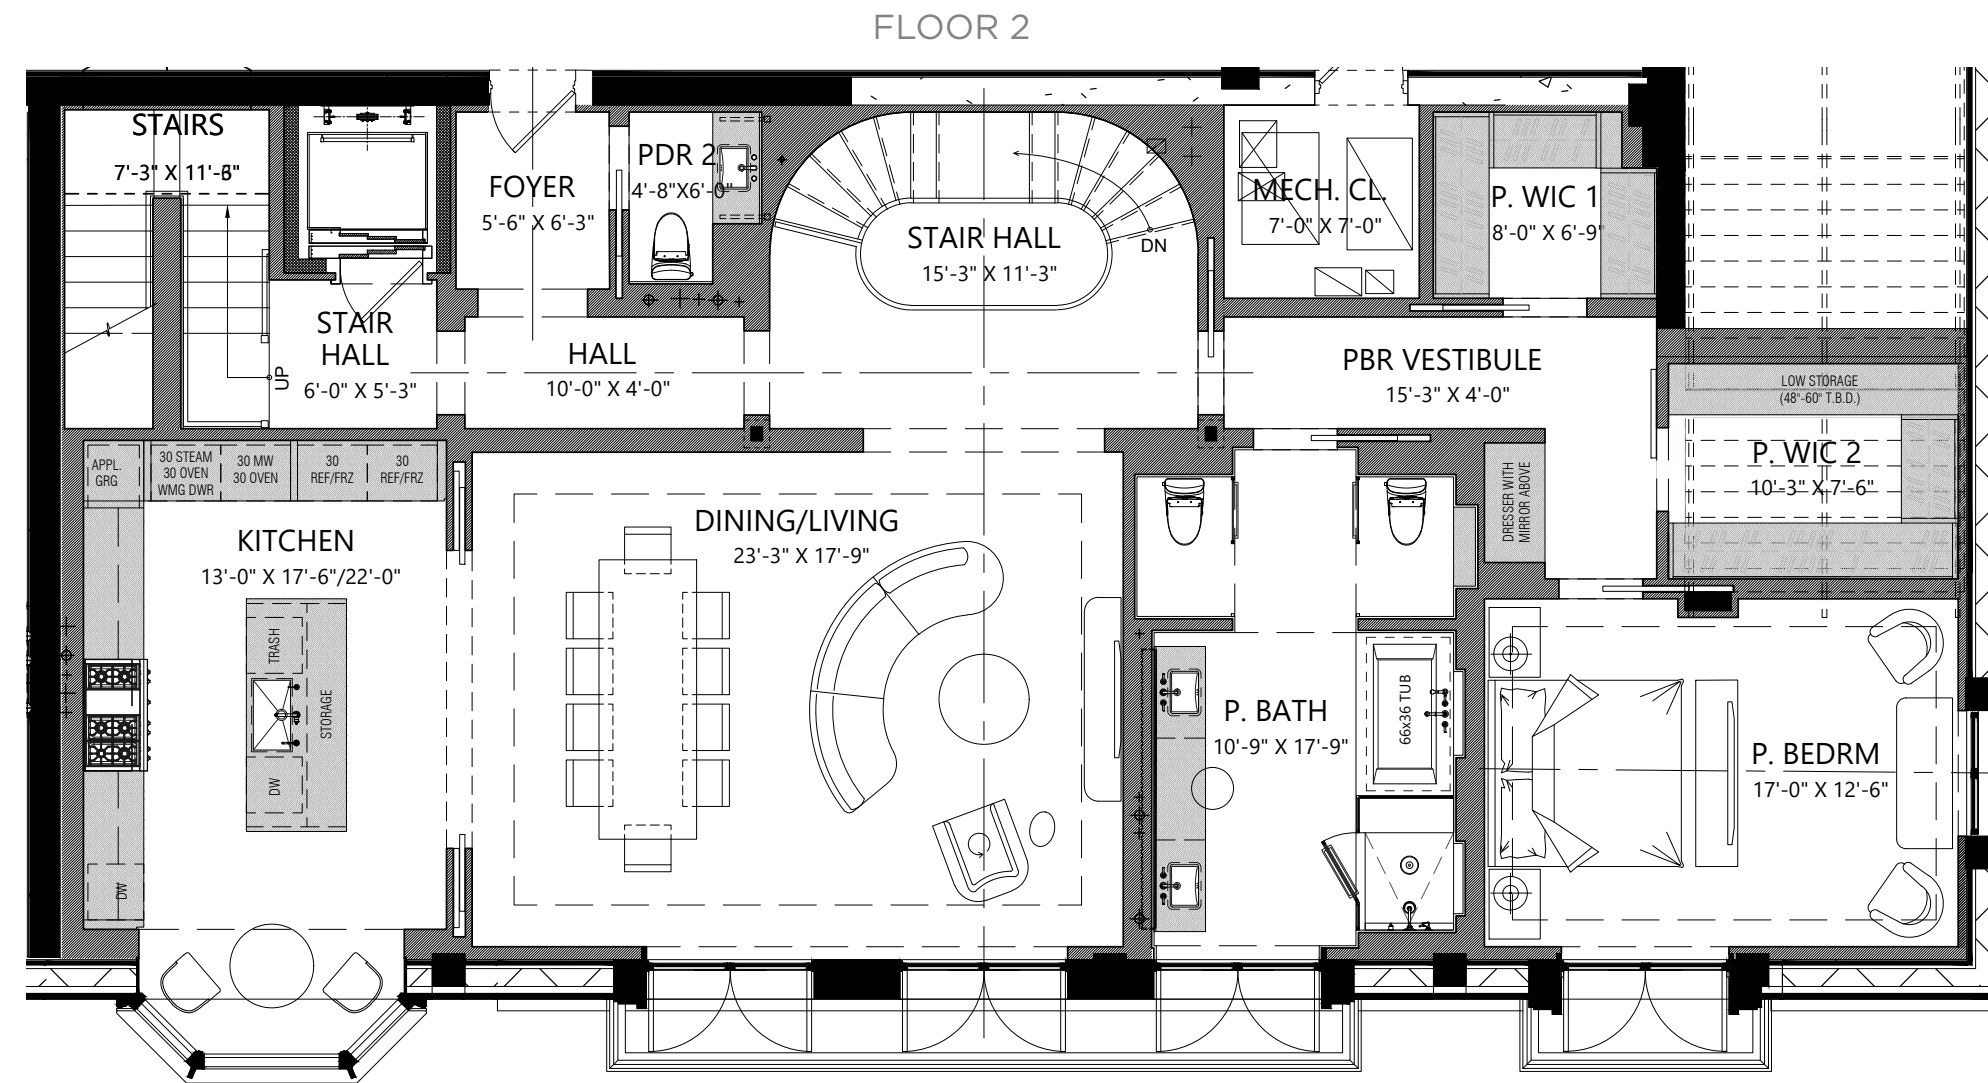 FLOOR 2
STAIRS
7'-3" X 11'-
FOYER
5'-6" X 6'-3"
PDR 2
4'-8"X6'-0"
STAIR HALL
15'-3" X 11'-3"
DN
MECH. CL.
7'-0" X 7'-0"
P. WIC 1
8'-0" X 6'-9"
STAIR
HALL
6'-0" X 5'-3"
UP
HALL
10'-0" X 4'-0"
PBR VESTIBULE
15'-3" X 4'-0"
LOW STORAGE
(48"-60" T.B.D.)
P. WIC 2
10'-3" X 7'-6"
APPL.
GRG
30 STEAM
30 OVEN
WMG DWR
30 MW
30 OVEN
30
REF/FRZ
30
REF/FRZ
DRESSER WITH
MIRROR ABOVE
KITCHEN
13'-0" X 17'-6"/22'-0"
DINING/LIVING
23'-3" X 17'-9"
TRASH
STORAGE
DW
DW
P. BATH
10'-9" X 17'-9"
66x36 TUB
P. BEDRM
17'-0" X 12'-6"